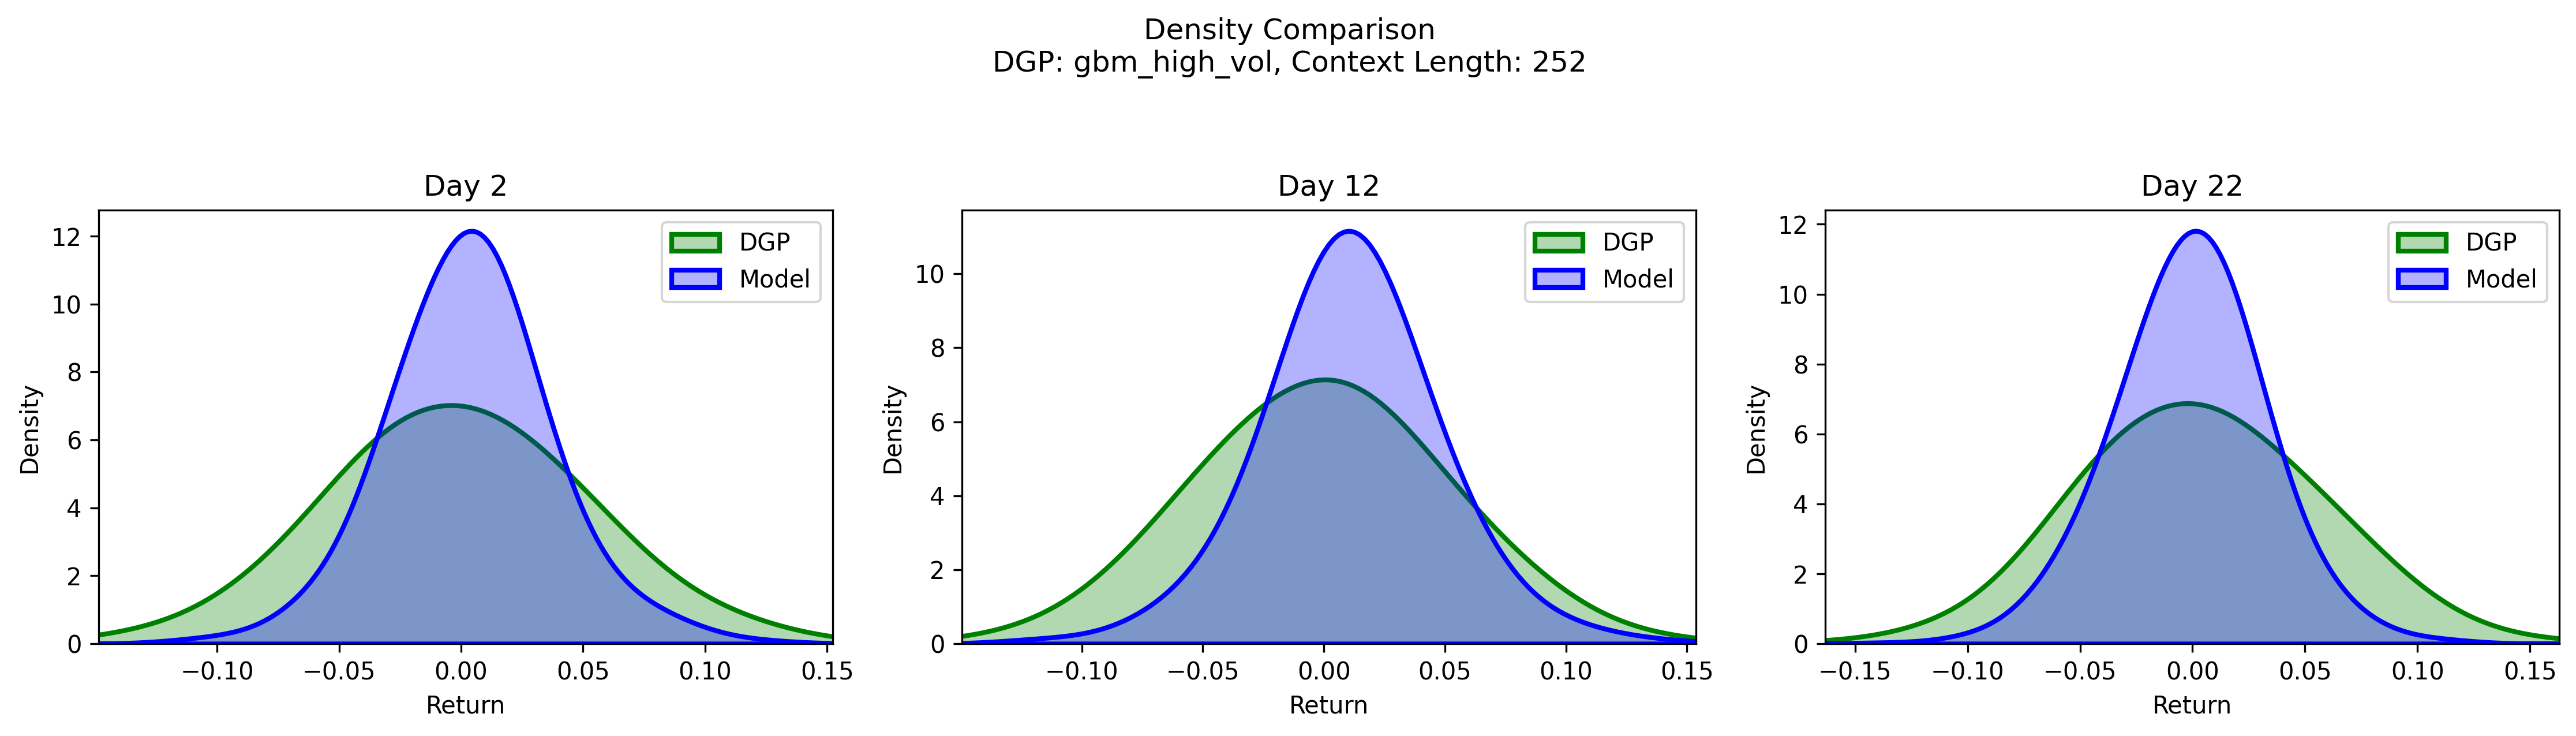 Density Comparison
DGP: gbm_high_vol, Context Length: 252
Day 2
12
10
8
6
4
2
0
Density
DGP
Model
−0.10
−0.05
0.00
0.05
0.10
0.15
Return
Day 12
10
8
6
4
2
0
Density
DGP
Model
−0.10
−0.05
0.00
0.05
0.10
0.15
Return
Day 22
12
10
8
6
4
2
0
Density
DGP
Model
−0.15
−0.10
−0.05
0.00
0.05
0.10
0.15
Return